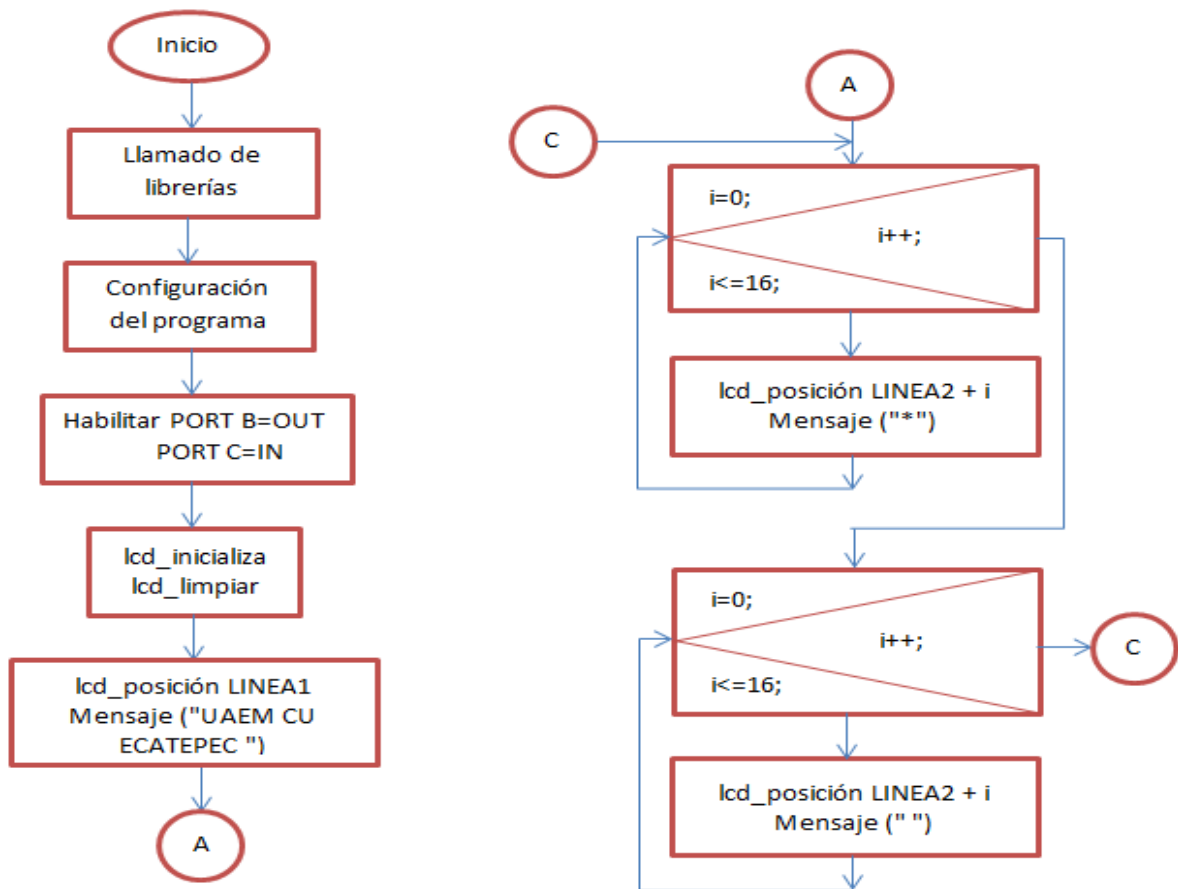 Inicio
Llamado de
librerías
Configuración
del programa
Habilitar PORT B=OUT
PORT C=IN
lcd_inicializa
lcd_limpiar
lcd_posición LINEA1
Mensaje ("UAEM CU
ECATEPEC ")
A
A
C
i=0;
i++;
i<=16;
lcd_posición LINEA2 + i
Mensaje ("*")
i=0;
i++;
i<=16;
C
lcd_posición LINEA2 + i
Mensaje (" ")